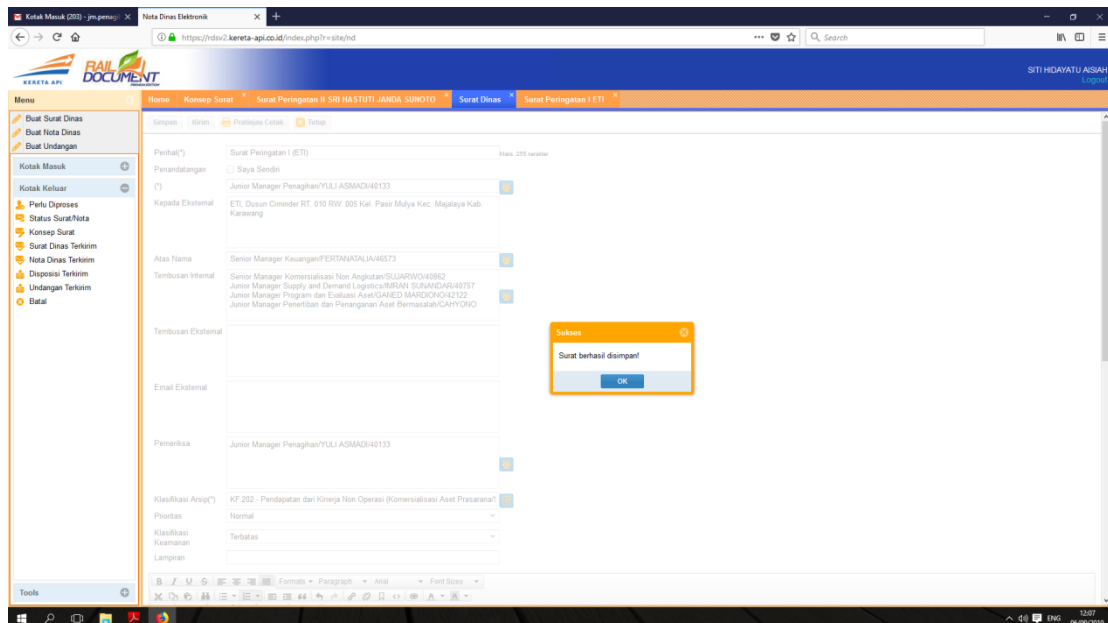 Kotak Masuk (203) - jm.penagi
Nota Dinas Elektronik
https://rdsv2.kereta-api.co.id/index.php?r=site/nd
Search
KERETA API
RAIL
DOCUMENT
SITI HIDAYATU AISIAH
Logout
Menu
Home
Konsep Surat
Surat Peringatan II SRI HASTUTI JANDA SUNOTO
Surat Dinas
Surat Peringatan I ETI
Buat Surat Dinas
Buat Nota Dinas
Buat Undangan
Kotak Masuk
Kotak Keluar
Perlu Diproses
Status Surat/Nota
Konsep Surat
Surat Dinas Terkirim
Nota Dinas Terkirim
Disposisi Terkirim
Undangan Terkirim
Batal
Tools
Simpan
Kirim
Pratinjau Cetak
Tutup
Perihal(*)
Surat Peringatan I (ETI)
Maks. 255 karakter
Penandatangan
Saya Sendiri
(*)
Junior Manager Penagihan/YULI ASMADI/40133
Kepada Eksternal
ETI, Dusun Ciminder RT. 010 RW. 005 Kel. Pasir Mulya Kec. Majalaya Kab.
Karawang
Atas Nama
Senior Manager Keuangan/FERTANATALIA/46573
Tembusan Internal
Senior Manager Komersialisasi Non Angkutan/SUJARWO/40862
Junior Manager Supply and Demand Logistics/IMRAN SUNANDAR/40757
Junior Manager Program dan Evaluasi Aset/GANED MARDIONO/42122
Junior Manager Penertiban dan Penanganan Aset Bermasalah/CAHYONO
Tembusan Eksternal
Email Eksternal
Pemeriksa
Junior Manager Penagihan/YULI ASMADI/40133
Klasifikasi Arsip(*)
KF.202 - Pendapatan dari Kinerja Non Operasi (Komersialisasi Aset Prasarana/
Prioritas
Normal
Klasifikasi
Keamanan
Terbatas
Lampiran
Formats
Paragraph
Arial
Font Sizes
Sukses
Surat berhasil disimpan!
OK
ENG
12:07
06/09/2019